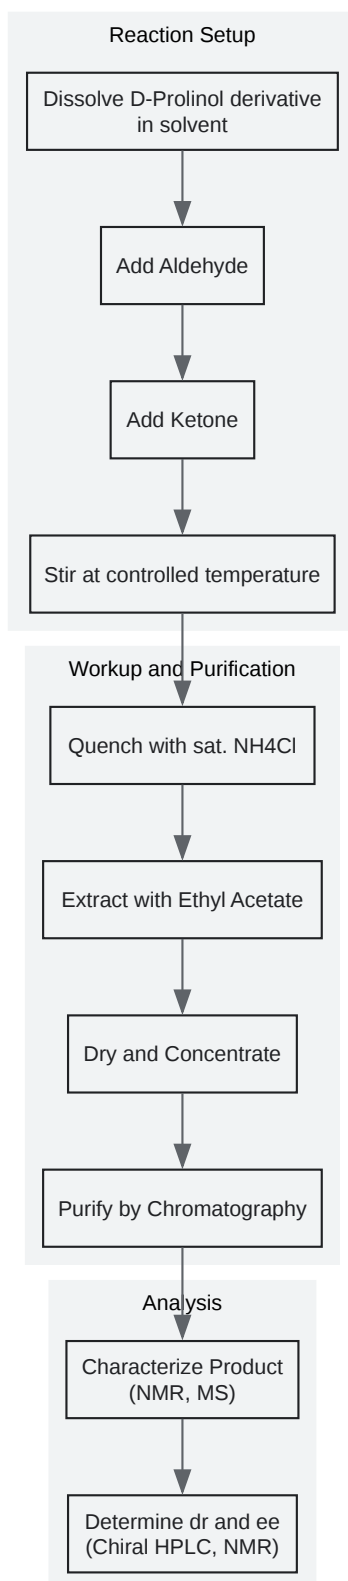 Reaction Setup
Dissolve D-Prolinol derivative
in solvent
Add Aldehyde
Add Ketone
Stir at controlled temperature
Workup and Purification
Quench with sat. NH4Cl
Extract with Ethyl Acetate
Dry and Concentrate
Purify by Chromatography
Analysis
Characterize Product
(NMR, MS)
Determine dr and ee
(Chiral HPLC, NMR)